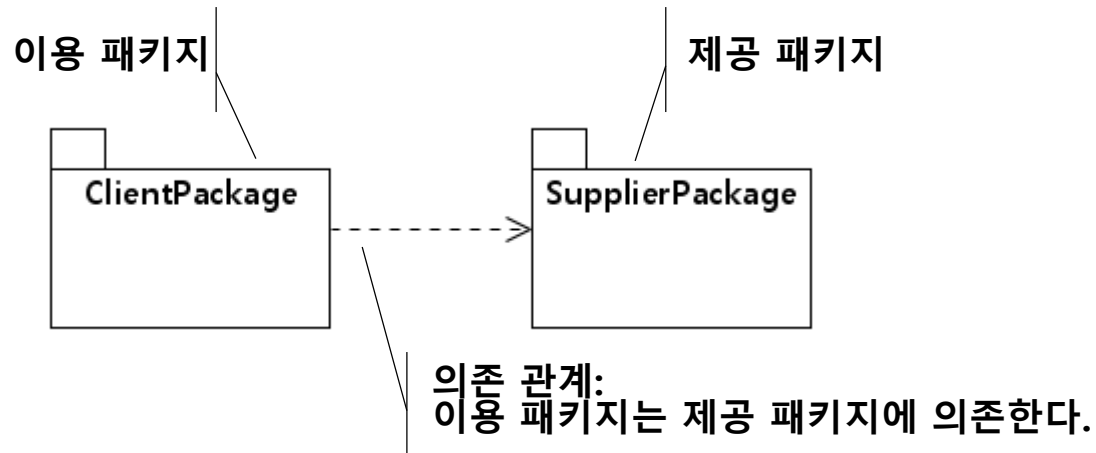 이용 패키지
제공 패키지
ClientPackage
SupplierPackage
의존 관계:
이용 패키지는 제공 패키지에 의존한다.